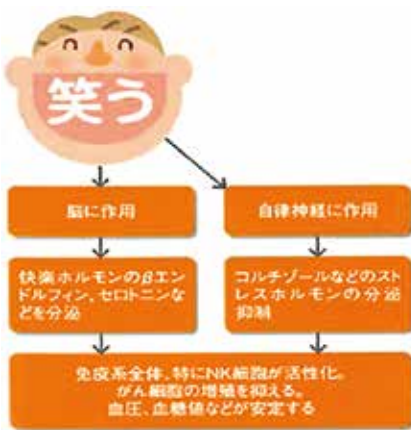 笑う
脳に作用
自律神経に作用
快楽ホルモンのβエン
ドルフィン、セロトニンな
どを分泌
コルチゾールなどのスト
レスホルモンの分泌
抑制
免疫系全体、特にNK細胞が活性化。
がん細胞の増殖を抑える。
血圧、血糖値などが安定する